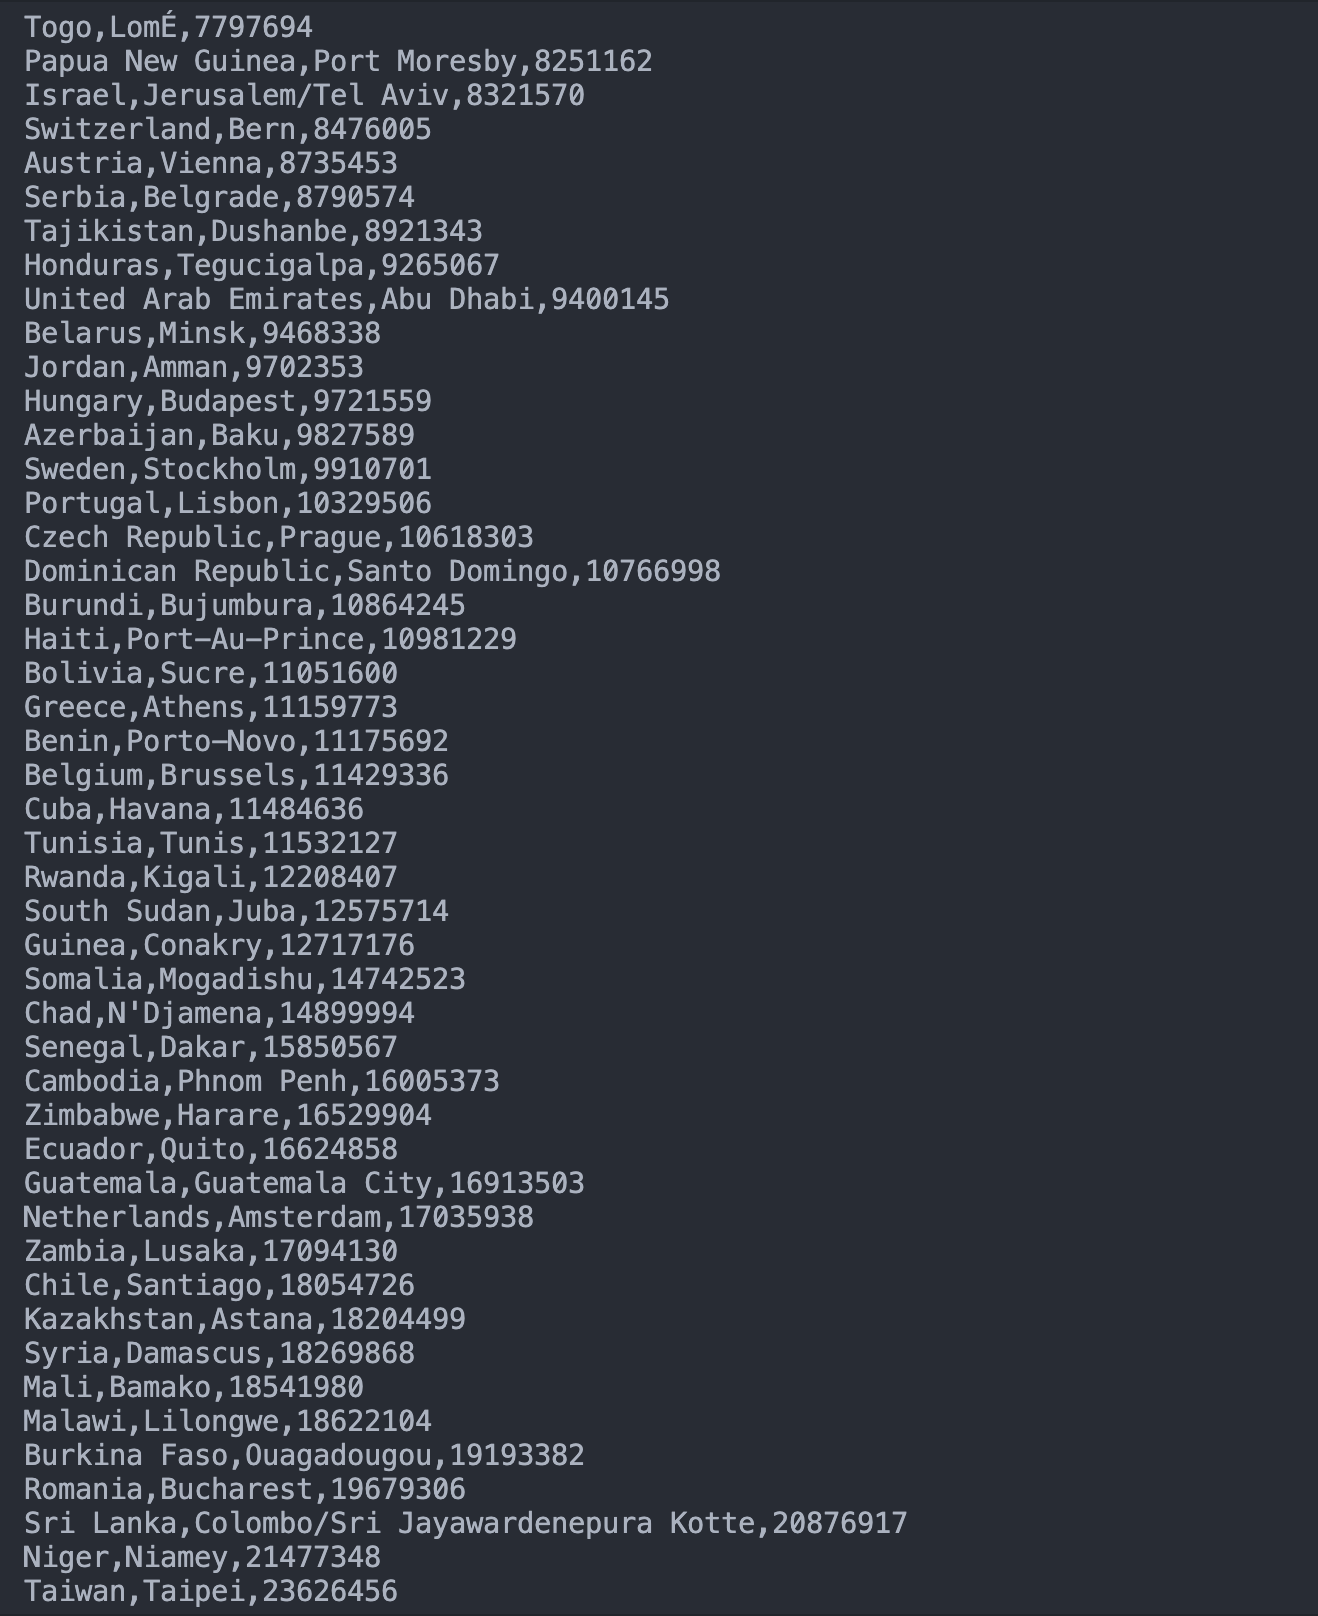 Togo,LomÉ,7797694
Papua New Guinea,Port Moresby,8251162
Israel,Jerusalem/Tel Aviv,8321570
Switzerland,Bern,8476005
Austria,Vienna,8735453
Serbia,Belgrade,8790574
Tajikistan,Dushanbe,8921343
Honduras,Tegucigalpa,9265067
United Arab Emirates,Abu Dhabi,9400145
Belarus,Minsk,9468338
Jordan,Amman,9702353
Hungary,Budapest,9721559
Azerbaijan,Baku,9827589
Sweden,Stockholm,9910701
Portugal,Lisbon,10329506
Czech Republic,Prague,10618303
Dominican Republic,Santo Domingo,10766998
Burundi,Bujumbura,10864245
Haiti,Port-Au-Prince,10981229
Bolivia,Sucre,11051600
Greece,Athens,11159773
Benin,Porto-Novo,11175692
Belgium,Brussels,11429336
Cuba,Havana,11484636
Tunisia,Tunis,11532127
Rwanda,Kigali,12208407
South Sudan,Juba,12575714
Guinea,Conakry,12717176
Somalia,Mogadishu,14742523
Chad,N'Djamena,14899994
Senegal,Dakar,15850567
Cambodia,Phnom Penh,16005373
Zimbabwe,Harare,16529904
Ecuador,Quito,16624858
Guatemala,Guatemala City,16913503
Netherlands,Amsterdam,17035938
Zambia,Lusaka,17094130
Chile,Santiago,18054726
Kazakhstan,Astana,18204499
Syria,Damascus,18269868
Mali,Bamako,18541980
Malawi,Lilongwe,18622104
Burkina Faso,Ouagadougou,19193382
Romania,Bucharest,19679306
Sri Lanka,Colombo/Sri Jayawardenepura Kotte,20876917
Niger,Niamey,21477348
Taiwan,Taipei,23626456